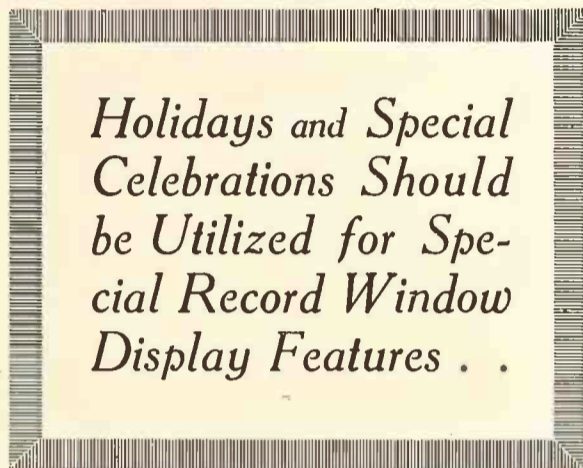 Holidays and Special
Celebrations Should
be Utilized for Spe-
cial Record Window
Display Features . .